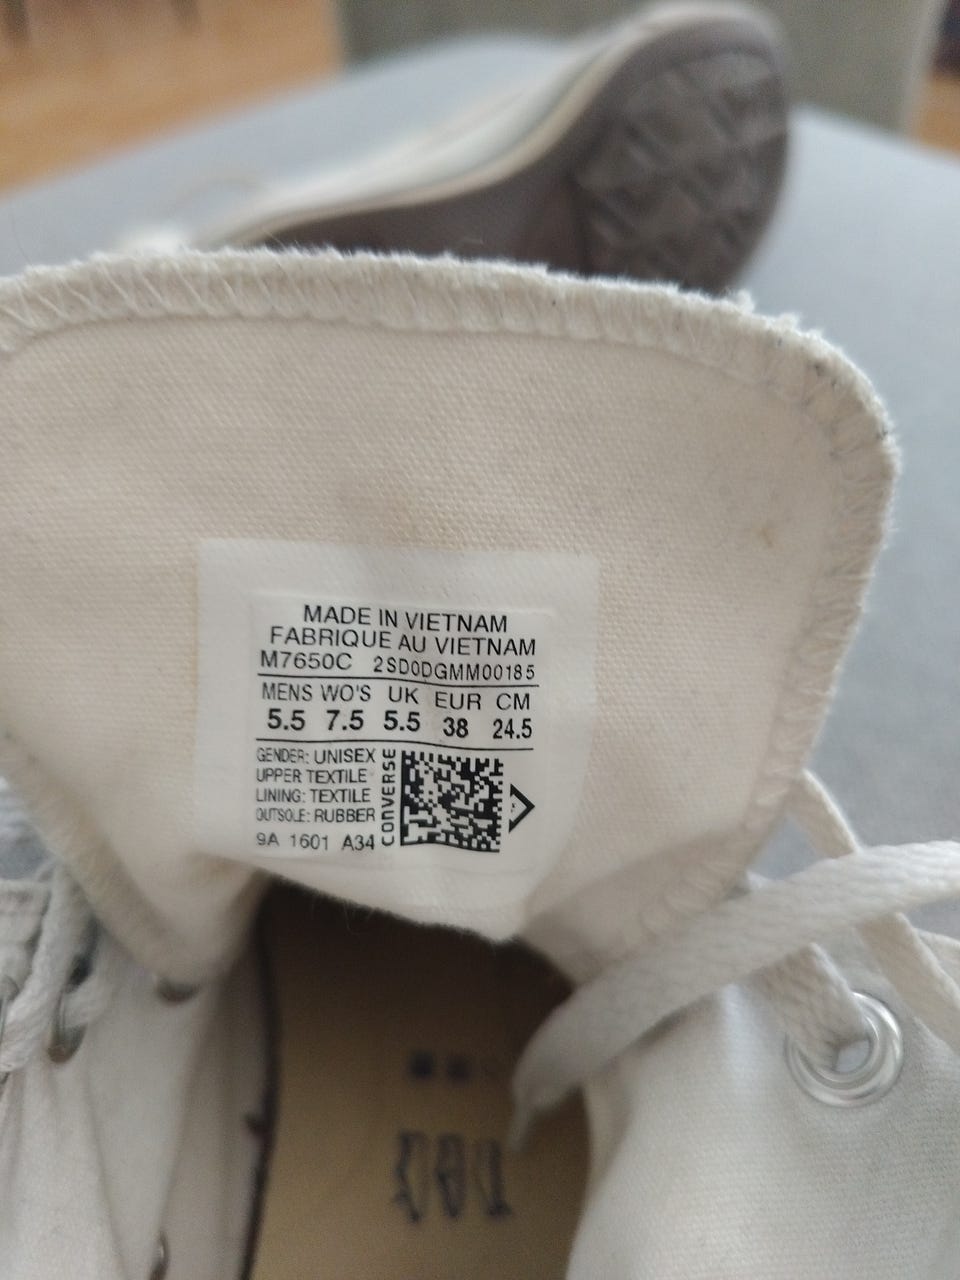 MADE IN VIETNAM
FABRIQUE AU VIETNAM
M7650C 2SD0DGMM00185
MENS WO'S UK EUR CM
5.5 7.5 5.5 38 24.5
GENDER: UNISEX
UPPER TEXTILE
LINING: TEXTILE
OUTSOLE: RUBBER
9A 1601 A34
CONVERSE